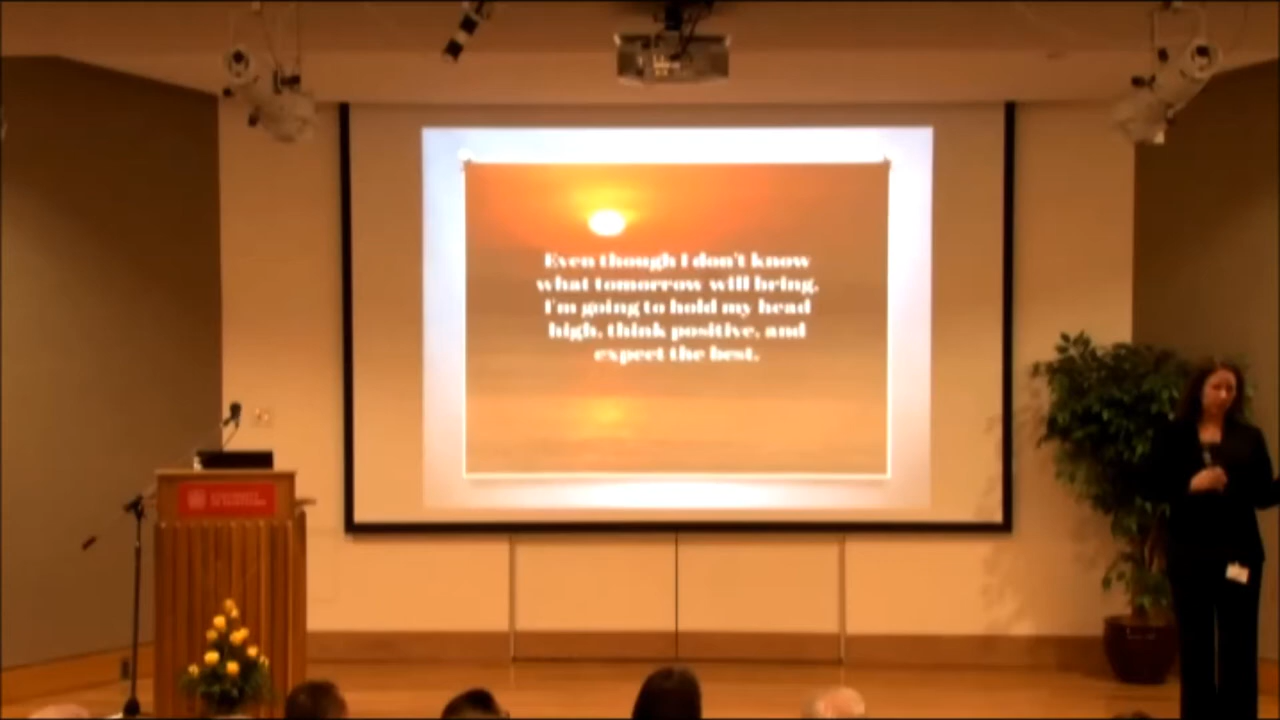 Even though I don't know
what tomorrow will bring,
I'm going to hold my head
high, think positive, and
expect the best.